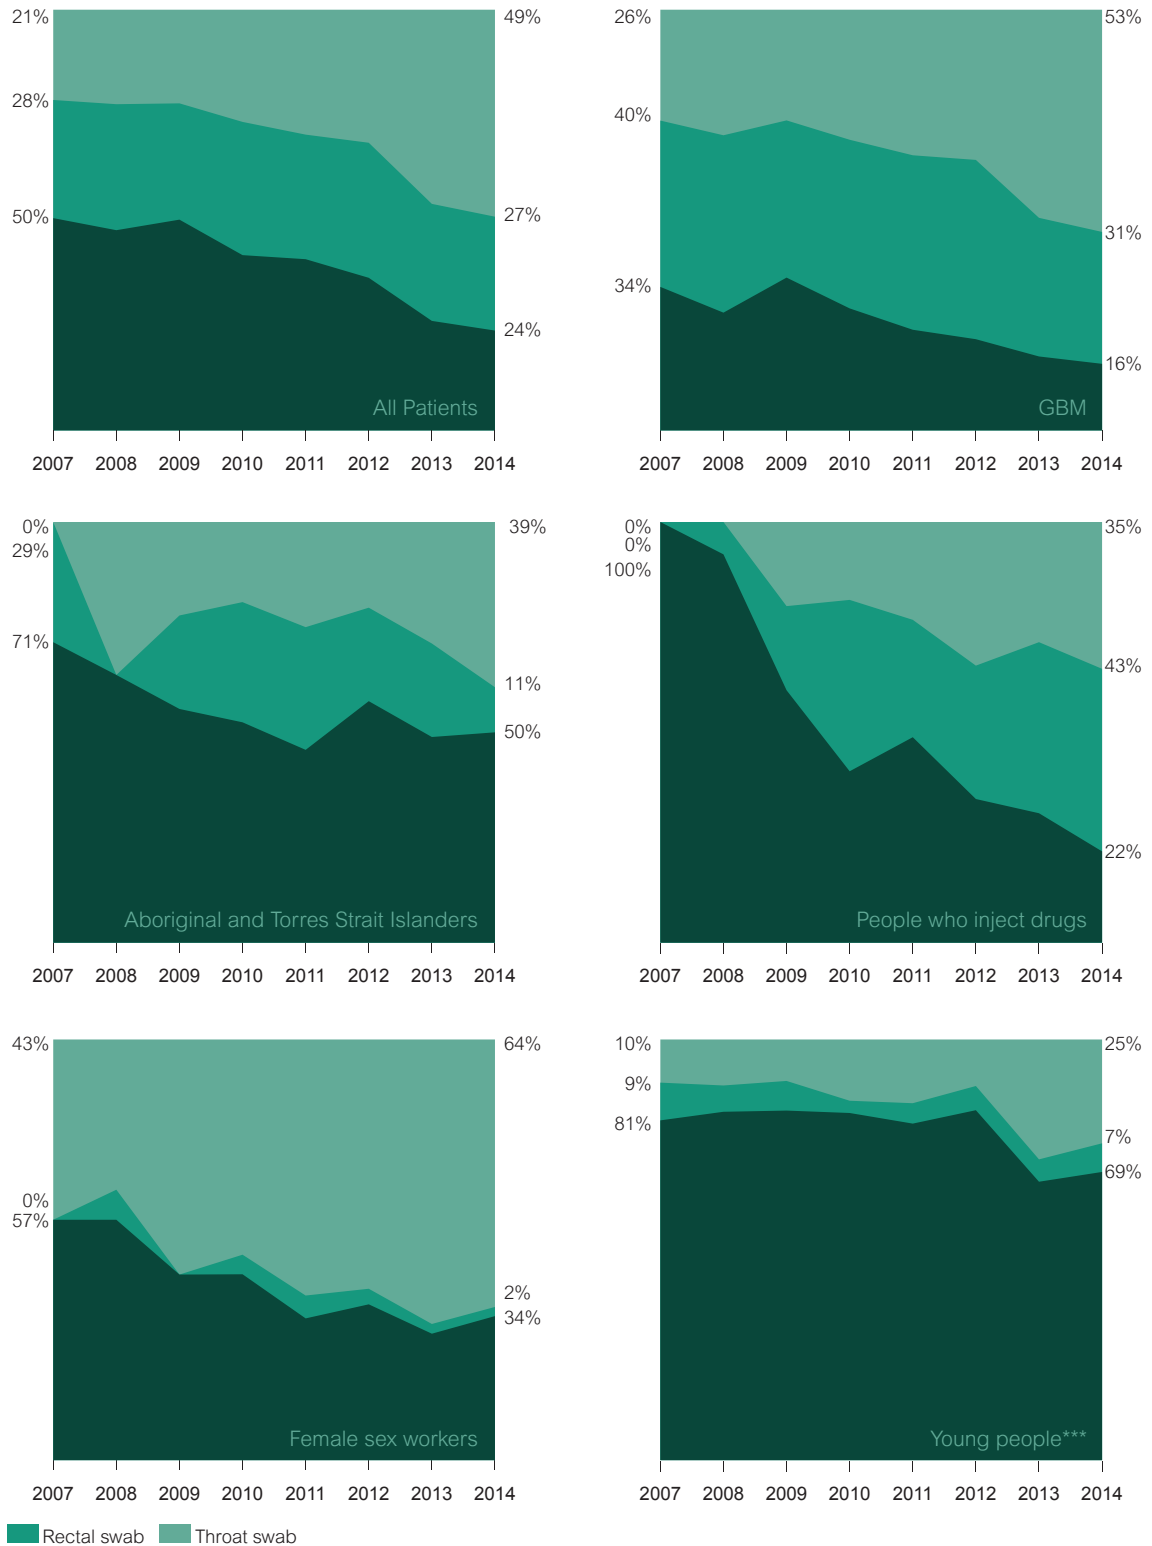 21% 49% 26% 53%
28% 40%
50% 27% 31%
34%
24% 16%
All Patients GBM
2007 2008 2009 2010 2011 2012 2013 2014 2007 2008 2009 2010 2011 2012 2013 2014
0% 39% 0% 35%
29% 0%
100%
71% 11% 43%
50%
22%
Aboriginal and Torres Strait Islanders People who inject drugs
2007 2008 2009 2010 2011 2012 2013 2014 2007 2008 2009 2010 2011 2012 2013 2014
43% 64% 10% 25%
9%
81% 7%
0% 69%
57%
2%
34%
Female sex workers Young people***
2007 2008 2009 2010 2011 2012 2013 2014 2007 2008 2009 2010 2011 2012 2013 2014
Rectal swab Throat swab